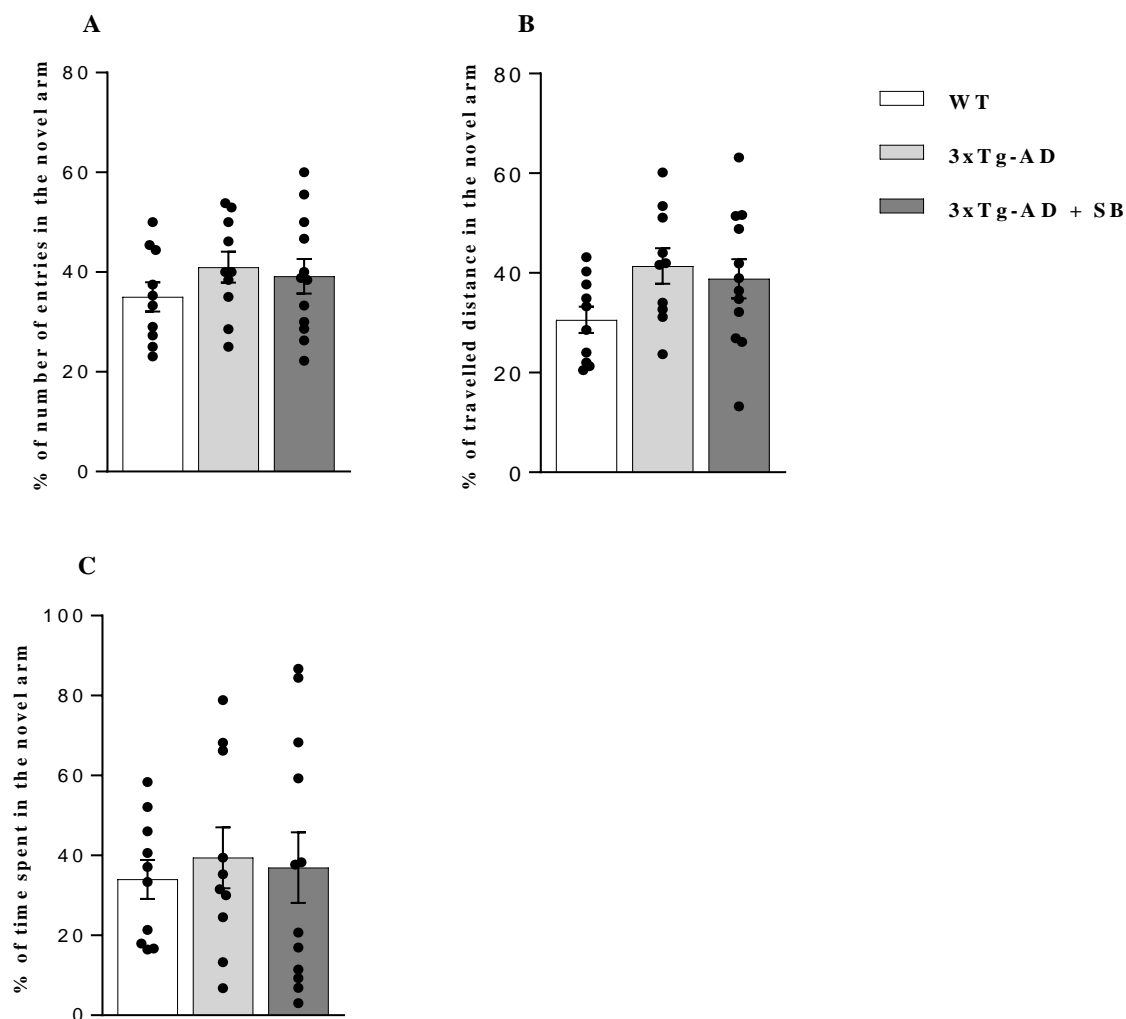 A
% of number of entries in the novel arm
80
60
40
20
0
B
% of travelled distance in the novel arm
80
60
40
20
0
WT
3xTg-AD
3xTg-AD + SB
C
% of time spent in the novel arm
100
80
60
40
20
0